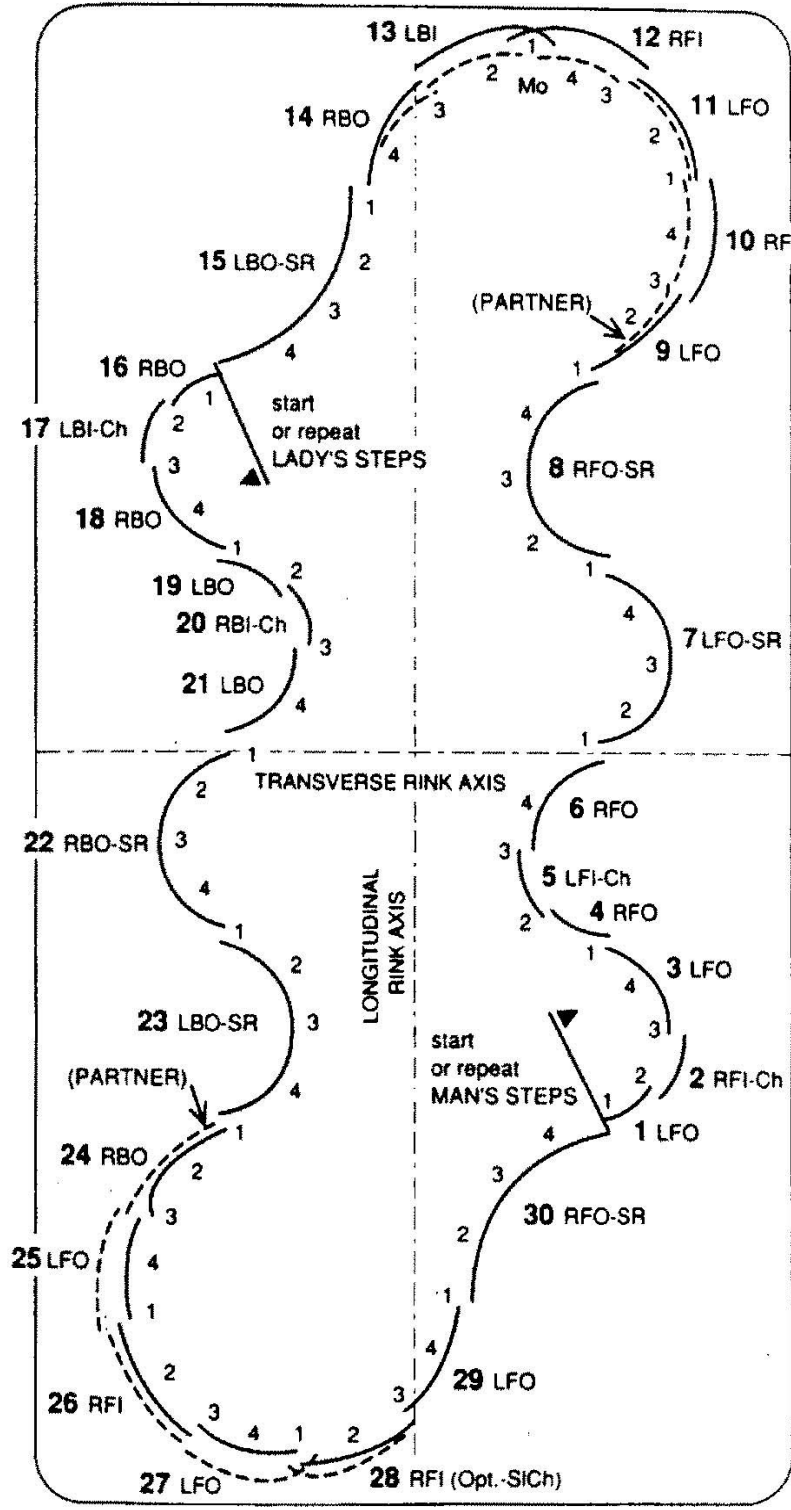 13 LBI
12 RFI
1
2
Mo
4
3
3
14 RBO
4
11 LFO
2
1
10 RF
4
3
(PARTNER)
2
9 LFO
1
1
15 LBO-SR
2
3
4
16 RBO
1
start
or repeat
LADY'S STEPS
17 LBI-Ch
2
3
18 RBO
4
1
4
8 RFO-SR
3
2
1
19 LBO
2
20 RBI-Ch
3
21 LBO
4
4
7 LFO-SR
3
2
1
1
TRANSVERSE RINK AXIS
2
22 RBO-SR
3
4
1
6 RFO
4
3
5 LFI-Ch
4 RFO
2
1
LONGITUDINAL
RINK AXIS
3 LFO
4
3
2
23 LBO-SR
3
4
start
or repeat
MAN'S STEPS
2
2 RFI-Ch
1
1 LFO
(PARTNER)
1
24 RBO
2
3
4
3
30 RFO-SR
2
1
25 LFO
4
1
26 RFI
2
3
4
1
2
3
4
29 LFO
27 LFO
28 RFI (Opt.-SlCh)